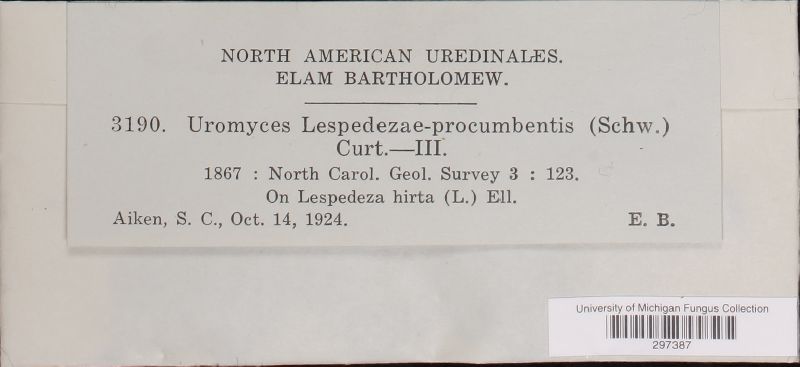 NORTH AMERICAN UREDINALES.
ELAM BARTHOLOMEW.
3190. Uromyces Lespedezae-procumbentis (Schw.)
Curt.—III.
1867 : North Carol. Geol. Survey 3 : 123.
On Lespedeza hirta (L.) Ell.
Aiken, S. C., Oct. 14, 1924. E. B.
University of Michigan Fungus Collection
297387